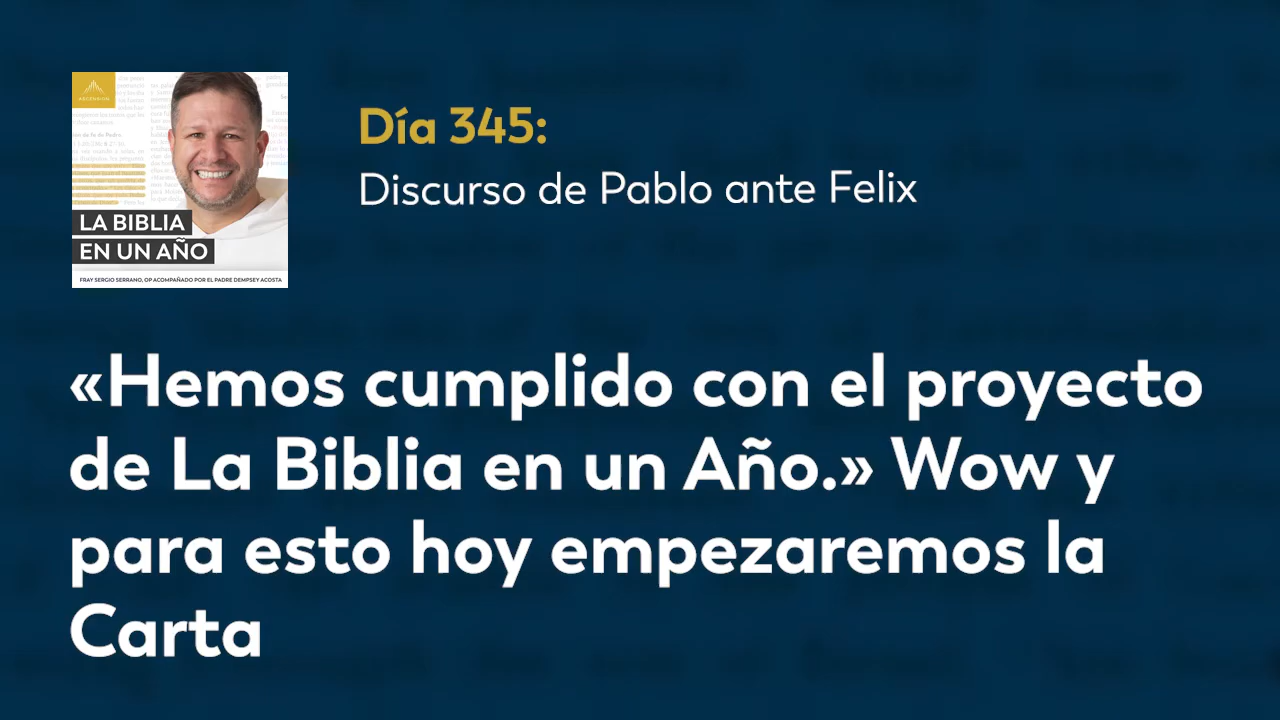 ASCENSION
LA BIBLIA
EN UN AÑO
FRAY SERGIO SERRANO, OP ACOMPAÑADO POR EL PADRE DEMPSEY ACOSTA
Día 345:
Discurso de Pablo ante Felix
«Hemos cumplido con el proyecto
de La Biblia en un Año.» Wow y
para esto hoy empezaremos la
Carta